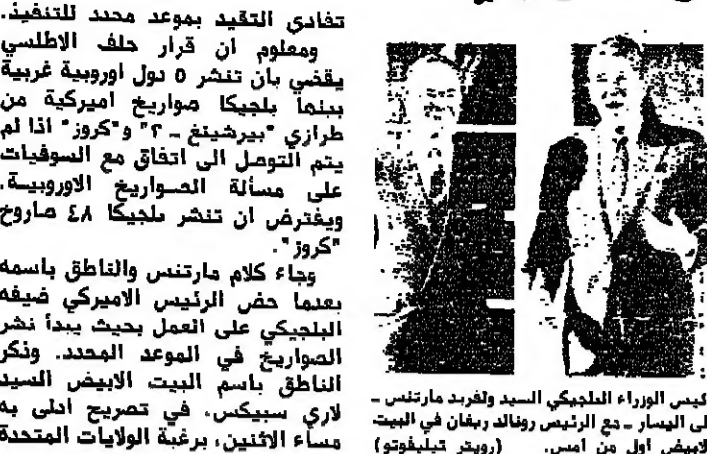 تفادي التقيد بموعد محدد للتنفيذ.
ومعلوم ان قرار حلف الاطلسي
يقضي بان تنشر ٥ دول اوروبية غربية
بينها بلجيكا صواريخ اميركية من
طرازي "بيرشينغ ـ ٢" و"كروز" اذا لم
يتم التوصل الى اتفاق مع السوفيات
على مسألة الصواريخ الاوروبية.
ويفترض ان تنشر بلجيكا ٤٨ صاروخ
"كروز".
وجاء كلام مارتنس والناطق باسمه
بعدما حض الرئيس الاميركي ضيفه
البلجيكي على العمل بحيث يبدأ نشر
الصواريخ في الموعد المحدد. وذكر
الناطق باسم البيت الابيض السيد
لاري سبيكس، في تصريح ادلى به
مساء الاثنين، برغبة الولايات المتحدة
ئيس الوزراء البلجيكي السيد ولفريد مارتنس ـ
لى اليسار ـ مع الرئيس رونالد ريغان في البيت
لابيض اول من امس. (رويتر تيليفوتو)